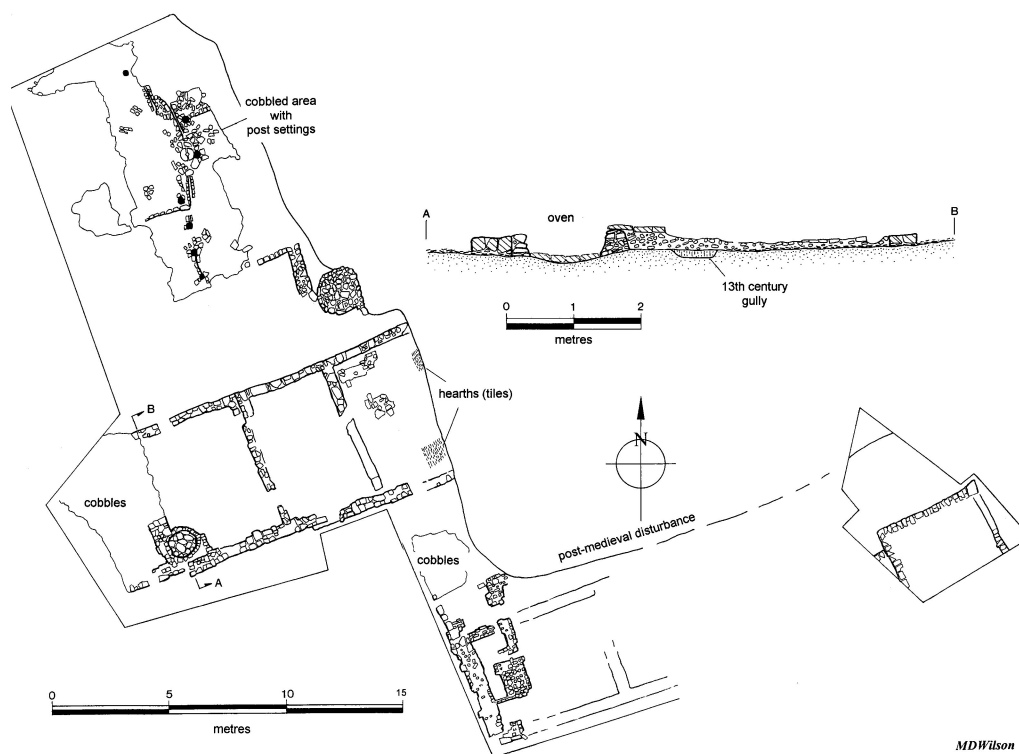 cobbled area
with
post settings
A
oven
B
13th century
gully
0
1
2
metres
hearths (tiles)
B
N
cobbles
post-medieval disturbance
cobbles
A
0
5
10
15
metres
MDWilson